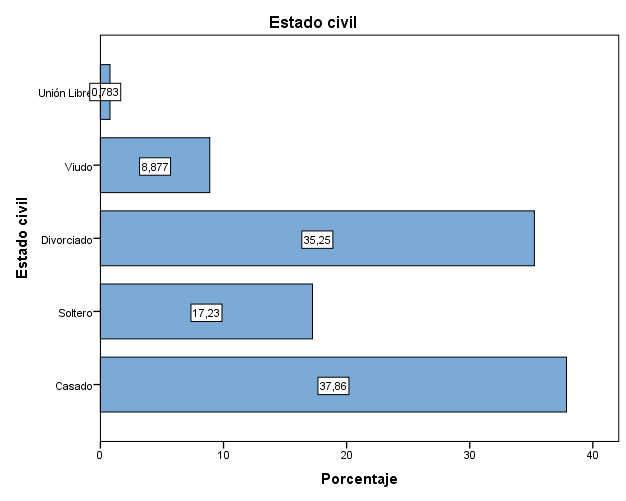 Estado civil
Estado civil
Unión Libre 0,783
Viudo 8,877
Divorciado 35,25
Soltero 17,23
Casado 37,86
0 10 20 30 40
Porcentaje